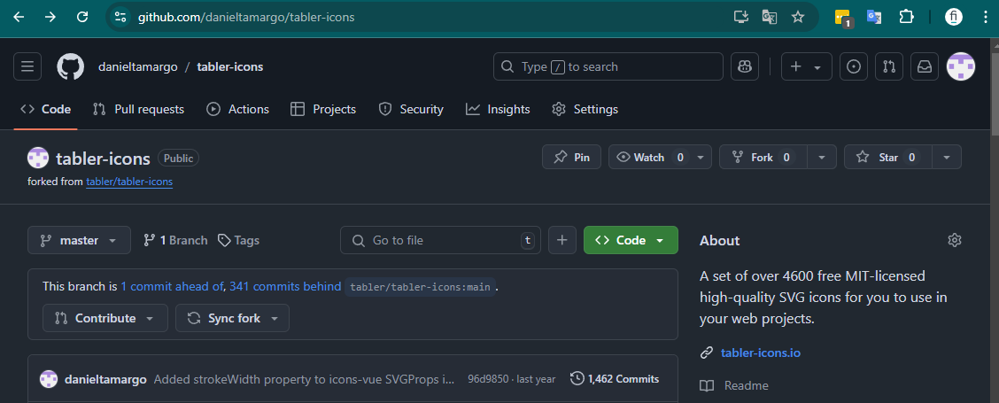 github.com/danieltamargo/tabler-icons
1
fi
danieltamargo / tabler-icons
Type / to search
Code Pull requests Actions Projects Security Insights Settings
tabler-icons Public
Pin Watch 0 Fork 0 Star 0
forked from tabler/tabler-icons
master 1 Branch Tags Go to file t Code
About
This branch is 1 commit ahead of, 341 commits behind tabler/tabler-icons:main .
Contribute Sync fork
A set of over 4600 free MIT-licensed
high-quality SVG icons for you to use in
your web projects.
tabler-icons.io
danieltamargo Added strokeWidth property to icons-vue SVGProps i... 96d9850 · last year 1,462 Commits
Readme